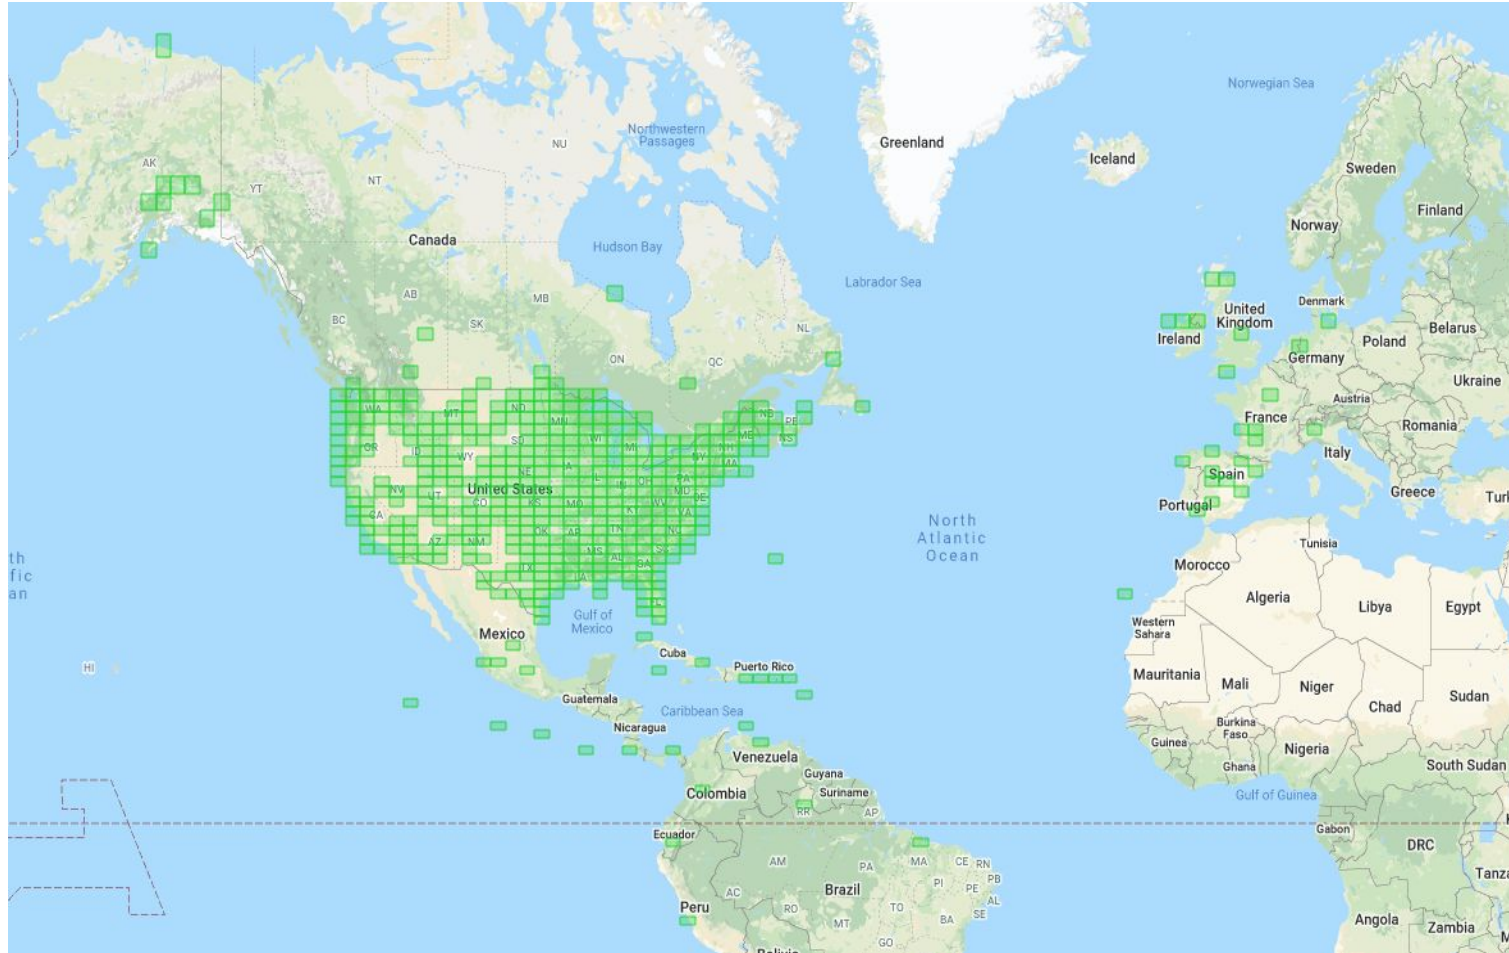 Norwegian Sea
Northwestern
Passages
NU
Greenland
Iceland
AK
Sweden
NT
YT
Finland
Norway
Canada
Hudson Bay
Labrador Sea
AB
MB
SK
Denmark
United
Kingdom
BC
NL
Belarus
Ireland
Poland
ON
QC
Germany
Ukraine
Austria
WA
MT
ND
NB
PE
France
MN
Romania
OR
SD
WI
MI
ME
NS
ID
WY
NY
NH
Italy
MA
NE
IA
IL
IN
OH
PA
Spain
NV
UT
United States
MD
DE
Greece
Turk
CO
KS
MO
KY
WV
VA
Portugal
CA
North
Atlantic
Ocean
AZ
NM
OK
AR
TN
NC
Tunisia
MS
AL
SC
GA
th
fic
an
Morocco
TX
LA
Algeria
Libya
Egypt
FL
Gulf of
Mexico
Western
Sahara
Mexico
Cuba
HI
Puerto Rico
Mauritania
Mali
Niger
Chad
Sudan
Guatemala
Caribbean Sea
Nicaragua
Burkina
Faso
Guinea
Nigeria
Venezuela
Ghana
South Sudan
Guyana
Colombia
Suriname
Gulf of Guinea
RR
AP
Gabon
Ecuador
DRC
AM
PA
MA
CE
RN
Tanza
PB
PI
PE
AC
Brazil
AL
Peru
RO
TO
SE
MT
BA
Angola
Zambia
GO
Bolivia